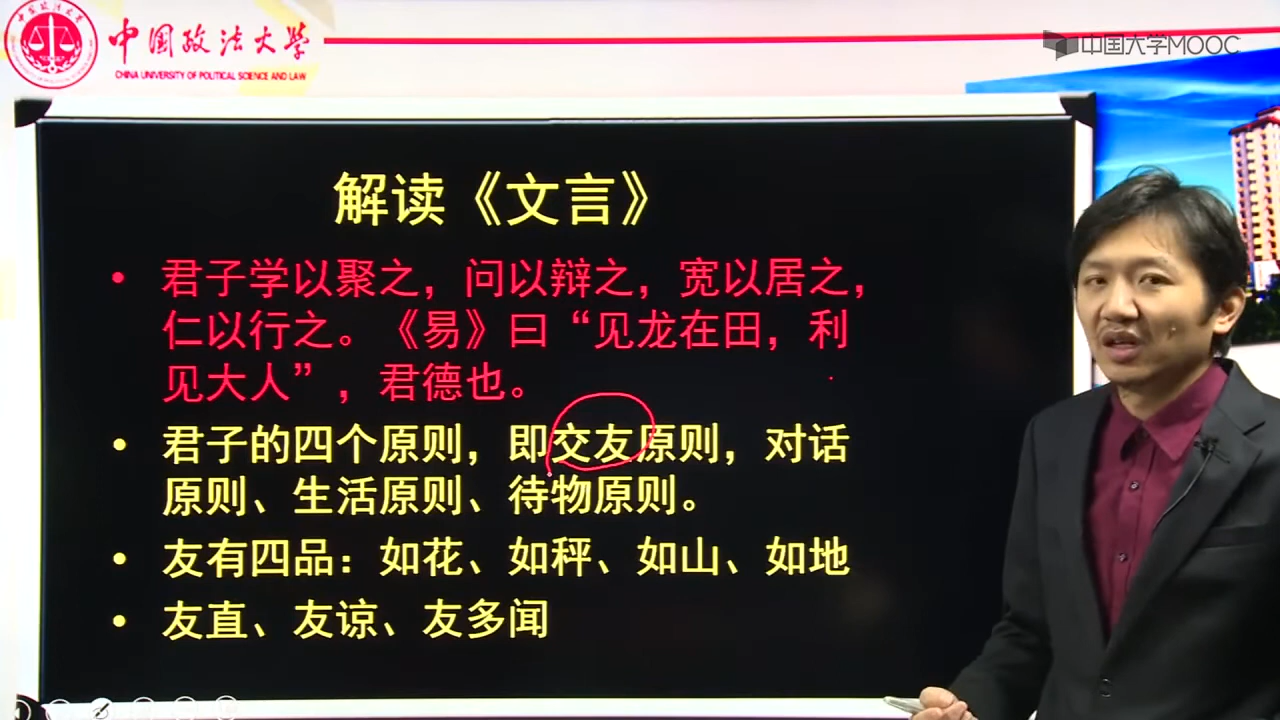 中国政法大学
CHINA UNIVERSITY OF POLITICAL SCIENCE AND LAW
中国大学MOOC
解读《文言》
• 君子学以聚之，问以辩之，宽以居之，
仁以行之。《易》曰“见龙在田，利
见大人”，君德也。
• 君子的四个原则，即交友原则，对话
原则、生活原则、待物原则。
• 友有四品：如花、如秤、如山、如地
• 友直、友谅、友多闻